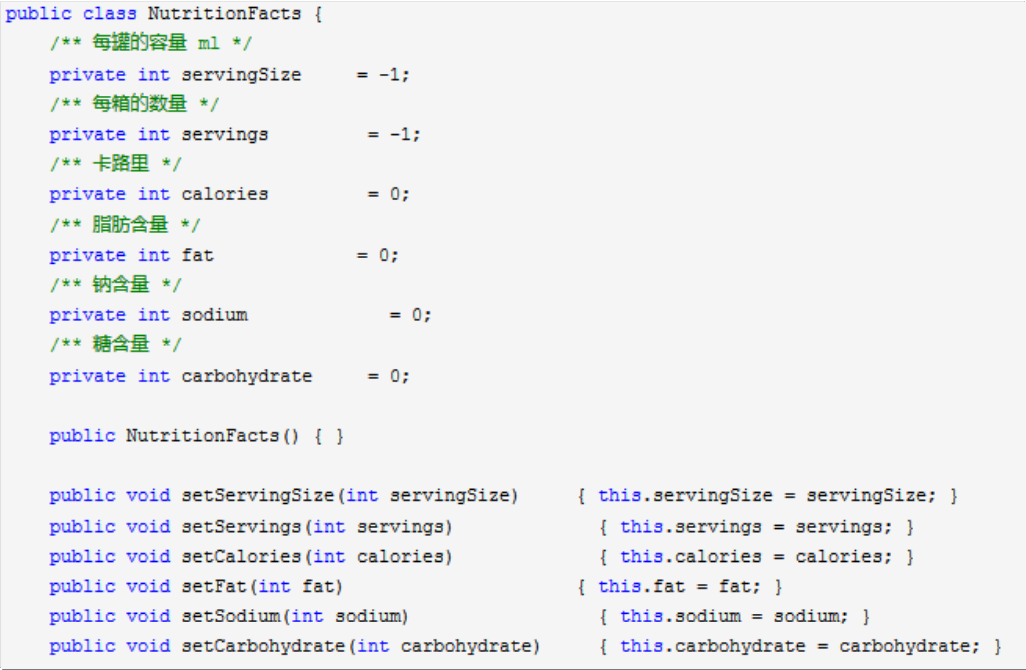 public class NutritionFacts {
    /** 每罐的容量 ml */
    private int servingSize     = -1;
    /** 每箱的数量 */
    private int servings         = -1;
    /** 卡路里 */
    private int calories         = 0;
    /** 脂肪含量 */
    private int fat             = 0;
    /** 钠含量 */
    private int sodium             = 0;
    /** 糖含量 */
    private int carbohydrate     = 0;

    public NutritionFacts() { }

    public void setServingSize(int servingSize)     { this.servingSize = servingSize; }
    public void setServings(int servings)             { this.servings = servings; }
    public void setCalories(int calories)             { this.calories = calories; }
    public void setFat(int fat)                     { this.fat = fat; }
    public void setSodium(int sodium)                 { this.sodium = sodium; }
    public void setCarbohydrate(int carbohydrate)     { this.carbohydrate = carbohydrate; }